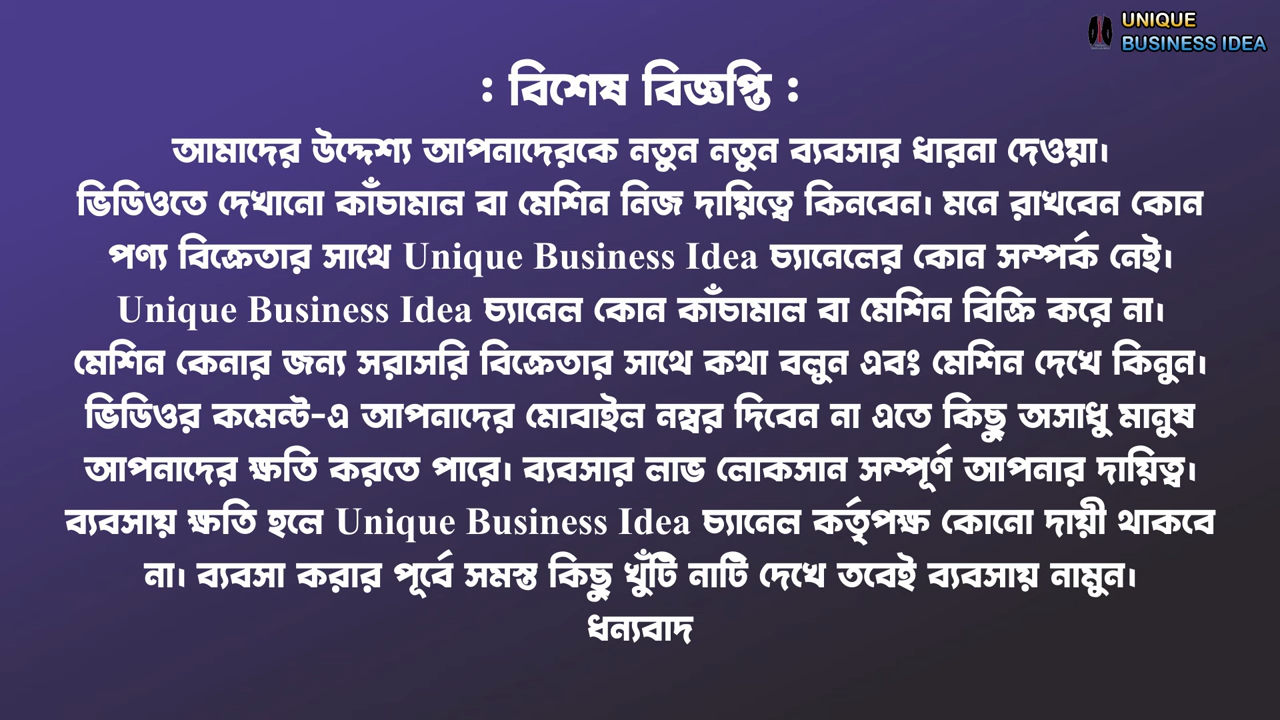 UNIQUE
BUSINESS IDEA
: বিশেষ বিজ্ঞপ্তি :
আমাদের উদ্দেশ্য আপনাদেরকে নতুন নতুন ব্যবসার ধারনা দেওয়া।
ভিডিওতে দেখানো কাঁচামাল বা মেশিন নিজ দায়িত্বে কিনবেন। মনে রাখবেন কোন
পণ্য বিক্রেতার সাথে Unique Business Idea চ্যানেলের কোন সম্পর্ক নেই।
Unique Business Idea চ্যানেল কোন কাঁচামাল বা মেশিন বিক্রি করে না।
মেশিন কেনার জন্য সরাসরি বিক্রেতার সাথে কথা বলুন এবং মেশিন দেখে কিনুন।
ভিডিওর কমেন্ট-এ আপনাদের মোবাইল নম্বর দিবেন না এতে কিছু অসাধু মানুষ
আপনাদের ক্ষতি করতে পারে। ব্যবসার লাভ লোকসান সম্পূর্ণ আপনার দায়িত্ব।
ব্যবসায় ক্ষতি হলে Unique Business Idea চ্যানেল কর্তৃপক্ষ কোনো দায়ী থাকবে
না। ব্যবসা করার পূর্বে সমস্ত কিছু খুঁটি নাটি দেখে তবেই ব্যবসায় নামুন।
ধন্যবাদ